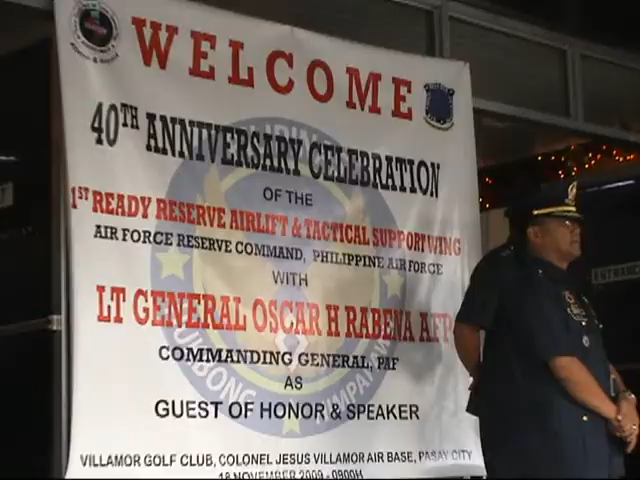 WELCOME
40TH ANNIVERSARY CELEBRATION
OF THE
1ST READY RESERVE AIRLIFT & TACTICAL SUPPORT WING
AIR FORCE RESERVE COMMAND, PHILIPPINE AIR FORCE
WITH
LT GENERAL OSCAR H RABENA AFP
COMMANDING GENERAL, PAF
AS
GUEST OF HONOR & SPEAKER
VILLAMOR GOLF CLUB, COLONEL JESUS VILLAMOR AIR BASE, PASAY CITY
18 NOVEMBER 2009 - 0900H
ENTRANCE